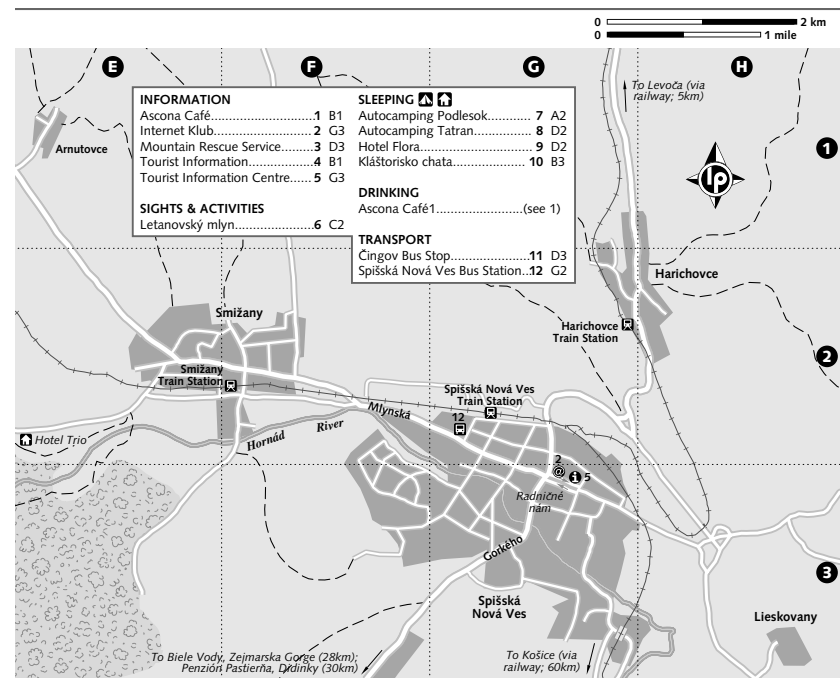 0 2 km
0 1 mile
E F G H
To Levoča (via
railway; 5km)
INFORMATION
Ascona Café.....................1 B1
Internet Klub.....................2 G3
Mountain Rescue Service......3 D3
Tourist Information..............4 B1
Tourist Information Centre.....5 G3
SIGHTS & ACTIVITIES
Letanovský mlyn.................6 C2
SLEEPING
Autocamping Podlesok...........7 A2
Autocamping Tatran..............8 D2
Hotel Flora.......................9 D2
Kláštorisko chata.................10 B3
DRINKING
Ascona Café1.......................(see 1)
TRANSPORT
Čingov Bus Stop....................11 D3
Spišská Nová Ves Bus Station..12 G2
Arnutovce
1
lp
Harichovce
Smižany
Harichovce
Train Station
2
Smižany
Train Station
Spišská Nová Ves
Train Station
Mlynská
12
Hotel Trio
Hornád River
2
5
Radničné
nám
Gorkého
3
Spišská
Nová Ves
Lieskovany
To Biele Vody, Zejmarska Gorge (28km);
Penzión Pastierňa, Drdinky (30km)
To Košice (via
railway; 60km)